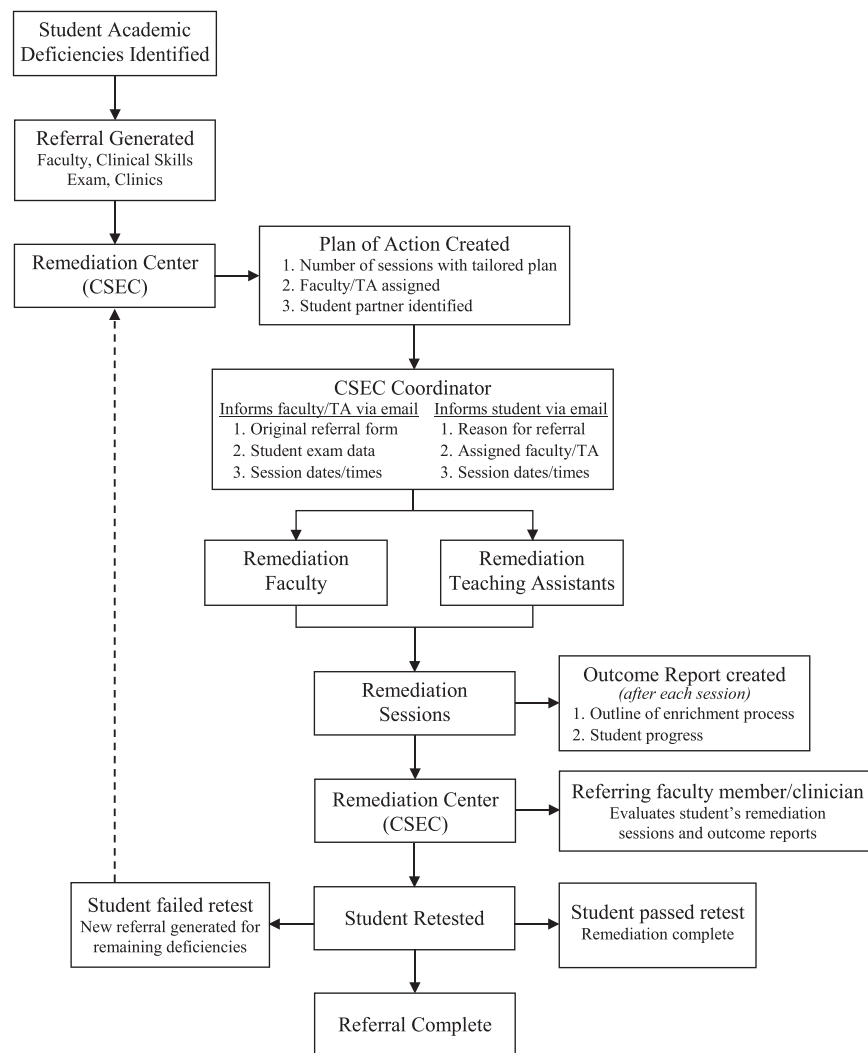 Student Academic
Deficiencies Identified
Referral Generated
Faculty, Clinical Skills
Exam, Clinics
Remediation Center
(CSEC)
Plan of Action Created
1. Number of sessions with tailored plan
2. Faculty/TA assigned
3. Student partner identified
CSEC Coordinator
Informs faculty/TA via email
1. Original referral form
2. Student exam data
3. Session dates/times
Informs student via email
1. Reason for referral
2. Assigned faculty/TA
3. Session dates/times
Remediation
Faculty
Remediation
Teaching Assistants
Remediation
Sessions
Outcome Report created
(after each session)
1. Outline of enrichment process
2. Student progress
Remediation Center
(CSEC)
Referring faculty member/clinician
Evaluates student’s remediation
sessions and outcome reports
Student failed retest
New referral generated for
remaining deficiencies
Student Retested
Student passed retest
Remediation complete
Referral Complete